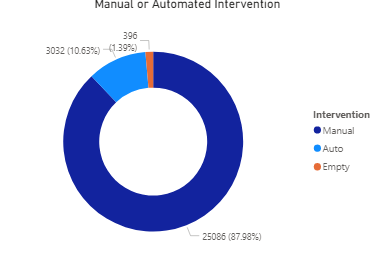 Manual or Automated Intervention
396
(1.39%)
3032 (10.63%)
Intervention
Manual
Auto
Empty
25086 (87.98%)